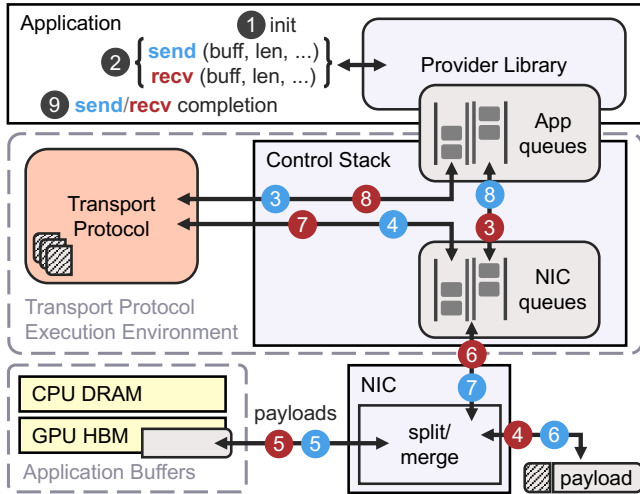 Application
1 init
2 send (buff, len, ...)
recv (buff, len, ...)
9 send/recv completion
Provider Library
App
queues
Control Stack
Transport
Protocol
3 8
7 4
8
3
NIC
queues
Transport Protocol
Execution Environment
6
7
CPU DRAM
GPU HBM
Application Buffers
payloads
5 5
NIC
split/
merge
4 6
payload